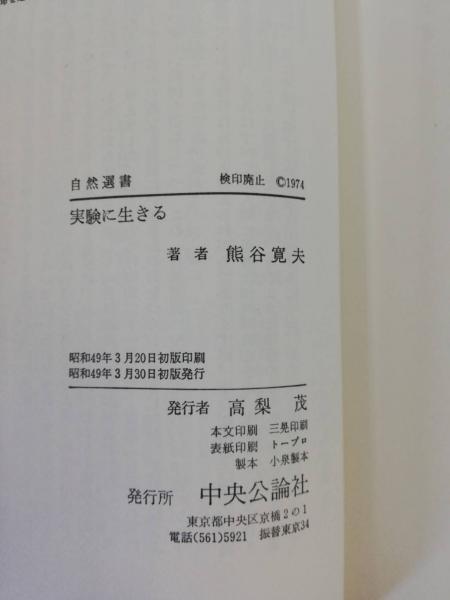 自然選書 検印廃止 ©1974
実験に生きる
著者 熊谷寛夫
昭和49年3月20日初版印刷
昭和49年3月30日初版発行
発行者 高梨茂
本文印刷 三晃印刷
表紙印刷 トープロ
製本 小泉製本
発行所 中央公論社
東京都中央区京橋2の1
電話(561)5921 振替東京34